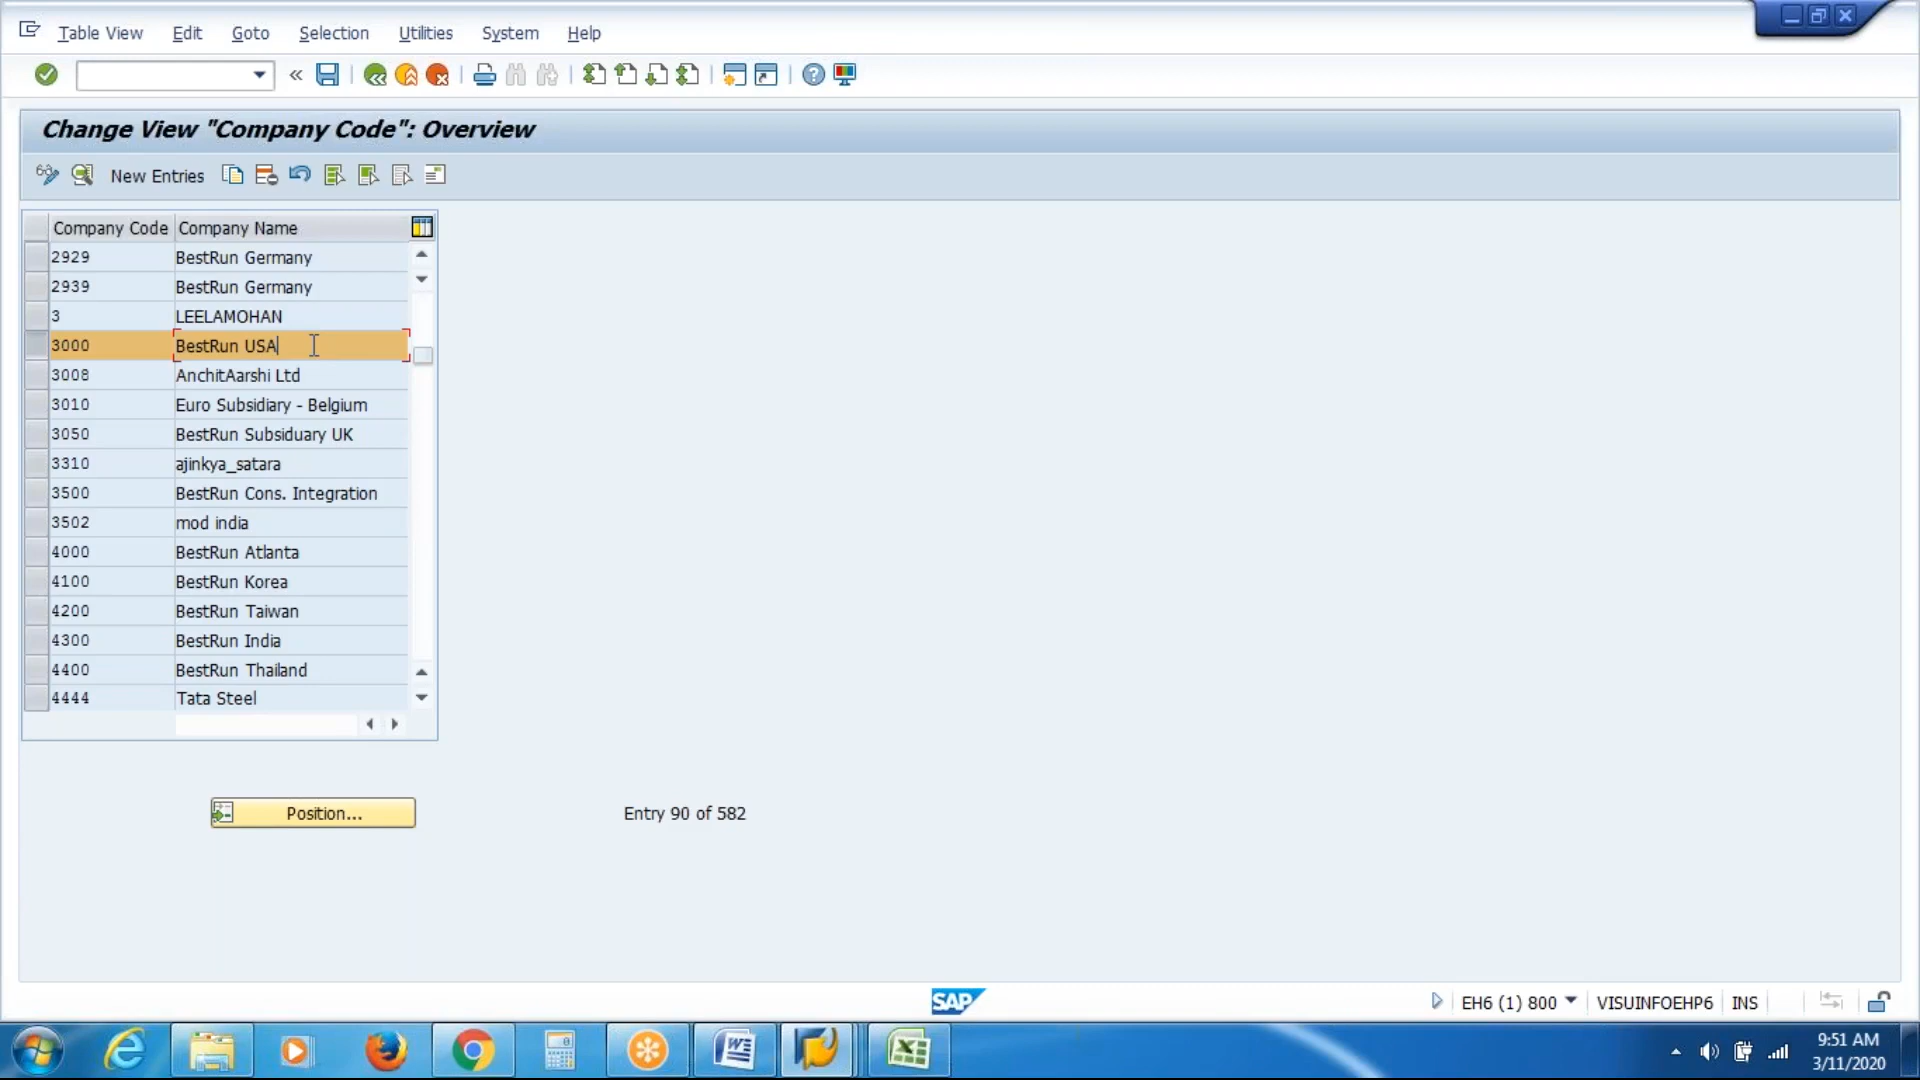 Table View Edit Goto Selection Utilities System Help
Change View "Company Code": Overview
New Entries
Company Code Company Name
2929 BestRun Germany
2939 BestRun Germany
3 LEELAMOHAN
3000 BestRun USA
3008 AnchitAarshi Ltd
3010 Euro Subsidiary - Belgium
3050 BestRun Subsiduary UK
3310 ajinkya_satara
3500 BestRun Cons. Integration
3502 mod india
4000 BestRun Atlanta
4100 BestRun Korea
4200 BestRun Taiwan
4300 BestRun India
4400 BestRun Thailand
4444 Tata Steel
Position... Entry 90 of 582
SAP EH6 (1) 800 VISUINFOEHP6 INS
9:51 AM
3/11/2020